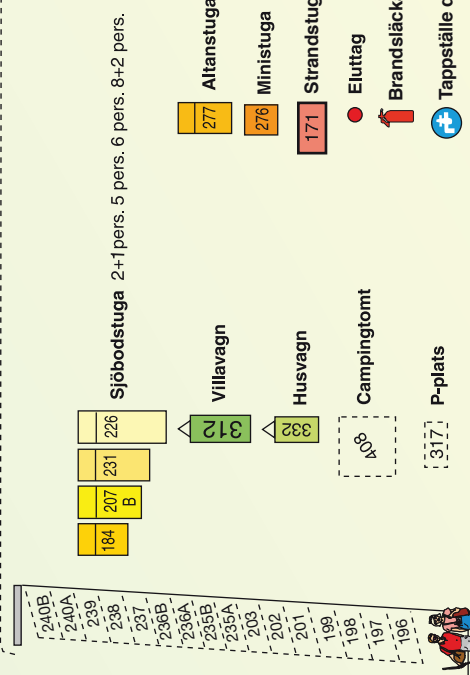 Sjöbodstuga 2+1pers. 5 pers. 6 pers. 8+2 pers.
184
207
B
231
226
Villavagn
312
Altanstuga
277
Husvagn
332
Ministuga
276
Campingtomt
408
Strandstug
171
P-plats
317
Eluttag
Brandsläck
Tappställe
240B
240A
239
238
237
236B
236A
235B
235A
203
202
201
199
198
197
196